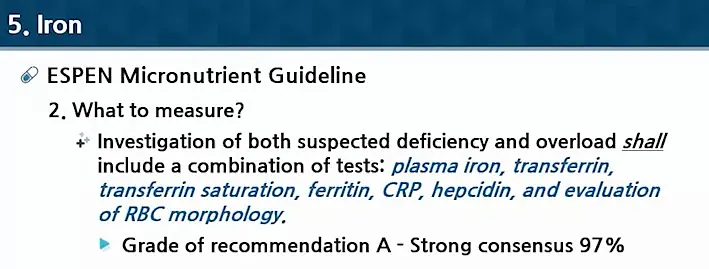 5. Iron
ESPEN Micronutrient Guideline
2. What to measure?
Investigation of both suspected deficiency and overload shall
include a combination of tests: plasma iron, transferrin,
transferrin saturation, ferritin, CRP, hepcidin, and evaluation
of RBC morphology.
Grade of recommendation A - Strong consensus 97%